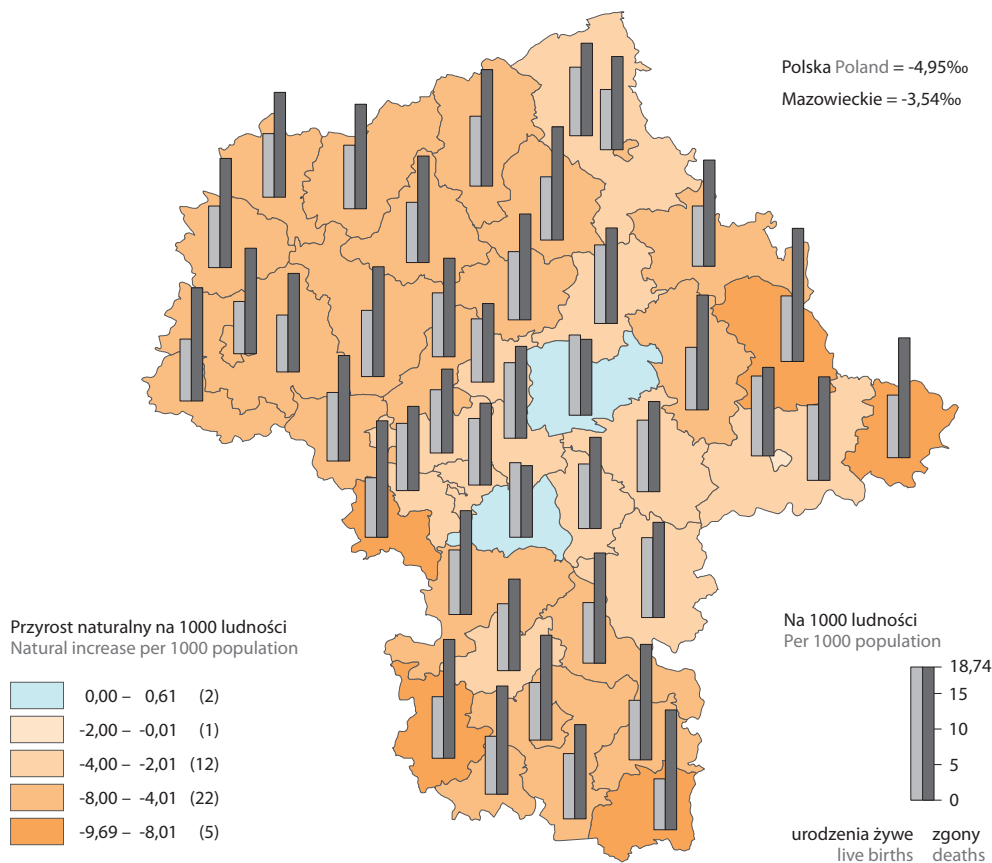 Polska Poland = -4,95‰
Mazowieckie = -3,54‰
Przyrost naturalny na 1000 ludności
Natural increase per 1000 population
0,00 – 0,61 (2)
-2,00 – -0,01 (1)
-4,00 – -2,01 (12)
-8,00 – -4,01 (22)
-9,69 – -8,01 (5)
Na 1000 ludności
Per 1000 population
18,74
15
10
5
0
urodzenia żywe zgony
live births deaths